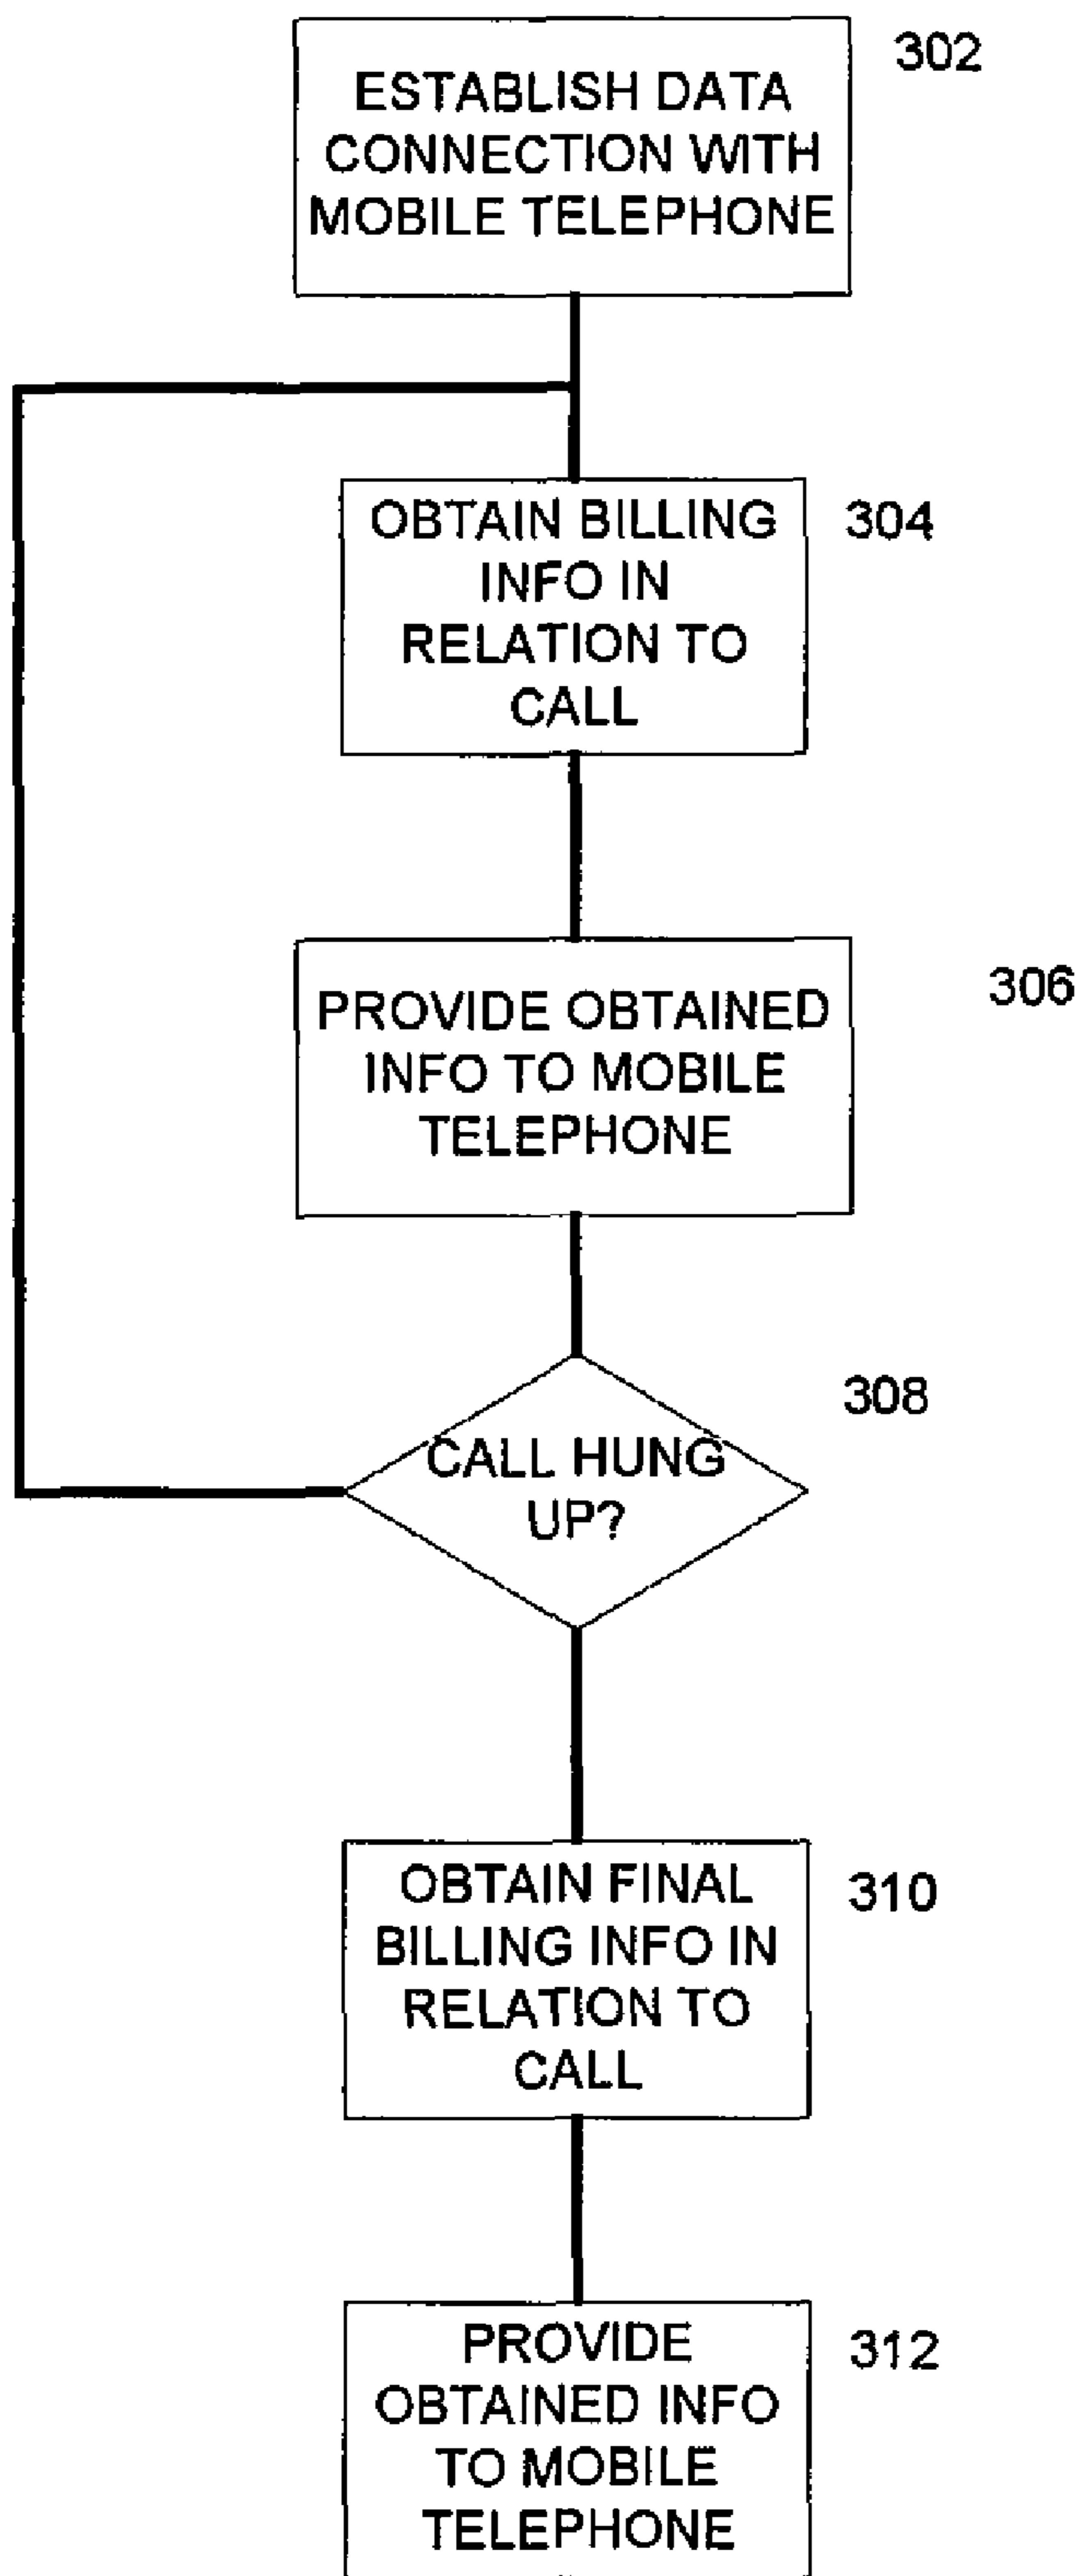 302
ESTABLISH DATA
CONNECTION WITH
MOBILE TELEPHONE
304
OBTAIN BILLING
INFO IN
RELATION TO
CALL
306
PROVIDE OBTAINED
INFO TO MOBILE
TELEPHONE
308
CALL HUNG
UP?
310
OBTAIN FINAL
BILLING INFO IN
RELATION TO
CALL
312
PROVIDE
OBTAINED INFO
TO MOBILE
TELEPHONE